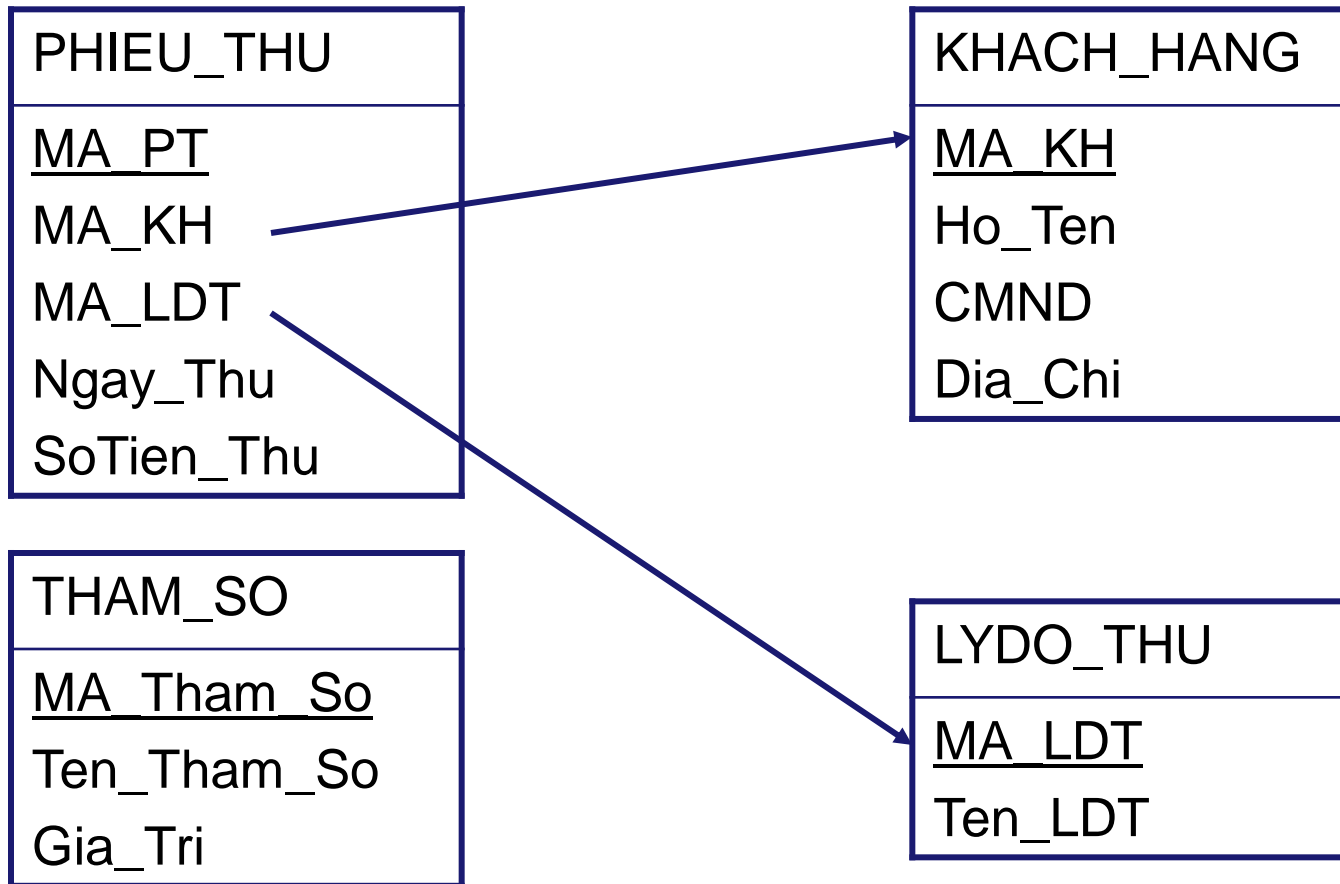 PHIEU_THU
MA_PT
MA_KH
MA_LDT
Ngay_Thu
SoTien_Thu
KHACH_HANG
MA_KH
Ho_Ten
CMND
Dia_Chi
THAM_SO
MA_Tham_So
Ten_Tham_So
Gia_Tri
LYDO_THU
MA_LDT
Ten_LDT